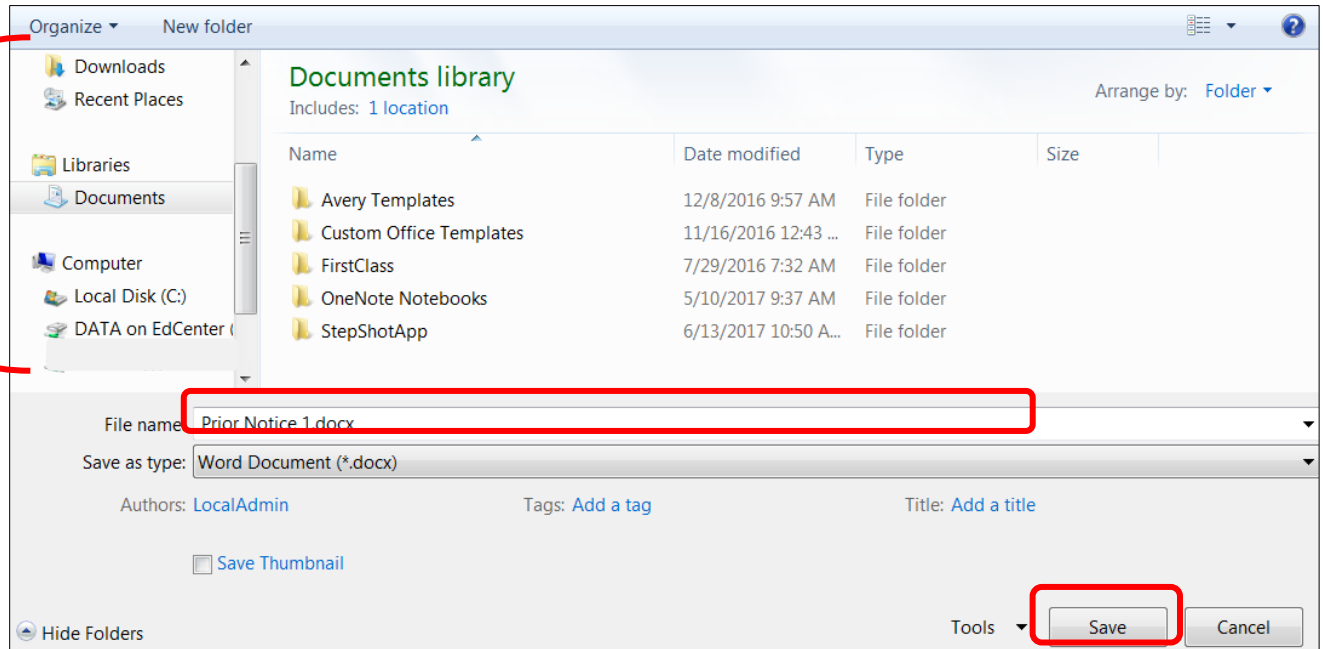 Organize New folder ?
Downloads
Recent Places
Libraries
Documents
Computer
Local Disk (C:)
DATA on EdCenter (
Documents library
Includes: 1 location
Arrange by: Folder
Name Date modified Type Size
Avery Templates 12/8/2016 9:57 AM File folder
Custom Office Templates 11/16/2016 12:43 ... File folder
FirstClass 7/29/2016 7:32 AM File folder
OneNote Notebooks 5/10/2017 9:37 AM File folder
StepShotApp 6/13/2017 10:50 A... File folder
File name: Prior Notice 1.docx
Save as type: Word Document (*.docx)
Authors: LocalAdmin Tags: Add a tag Title: Add a title
Save Thumbnail
Hide Folders Tools Save Cancel